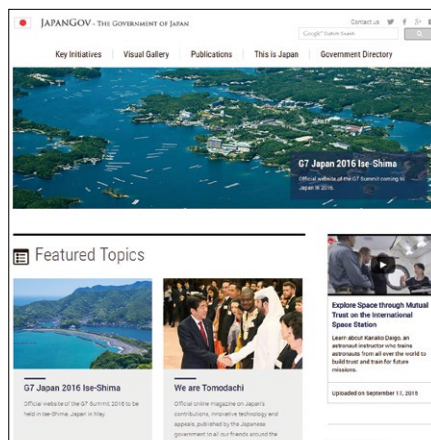 JAPANGOV - THE GOVERNMENT OF JAPAN
Contact us
Google™ Custom Search
Key Initiatives
Visual Gallery
Publications
This is Japan
Government Directory
G7 Japan 2016 Ise-Shima
Official website of the G7 Summit coming to
Japan in 2016.
Featured Topics
G7 Japan 2016 Ise-Shima
Official website of the G7 Summit 2016 to be
held in Ise-Shima, Japan in May.
We are Tomodachi
Official online magazine on Japan's
contributions, innovative technology and
appeals, published by the Japanese
government to all our friends around the
Explore Space through Mutual
Trust on the International
Space Station
Learn about Kanako Daigo, an
astronaut instructor who trains
astronauts from all over the world to
build trust and train for future
missions.
Uploaded on September 11, 2015